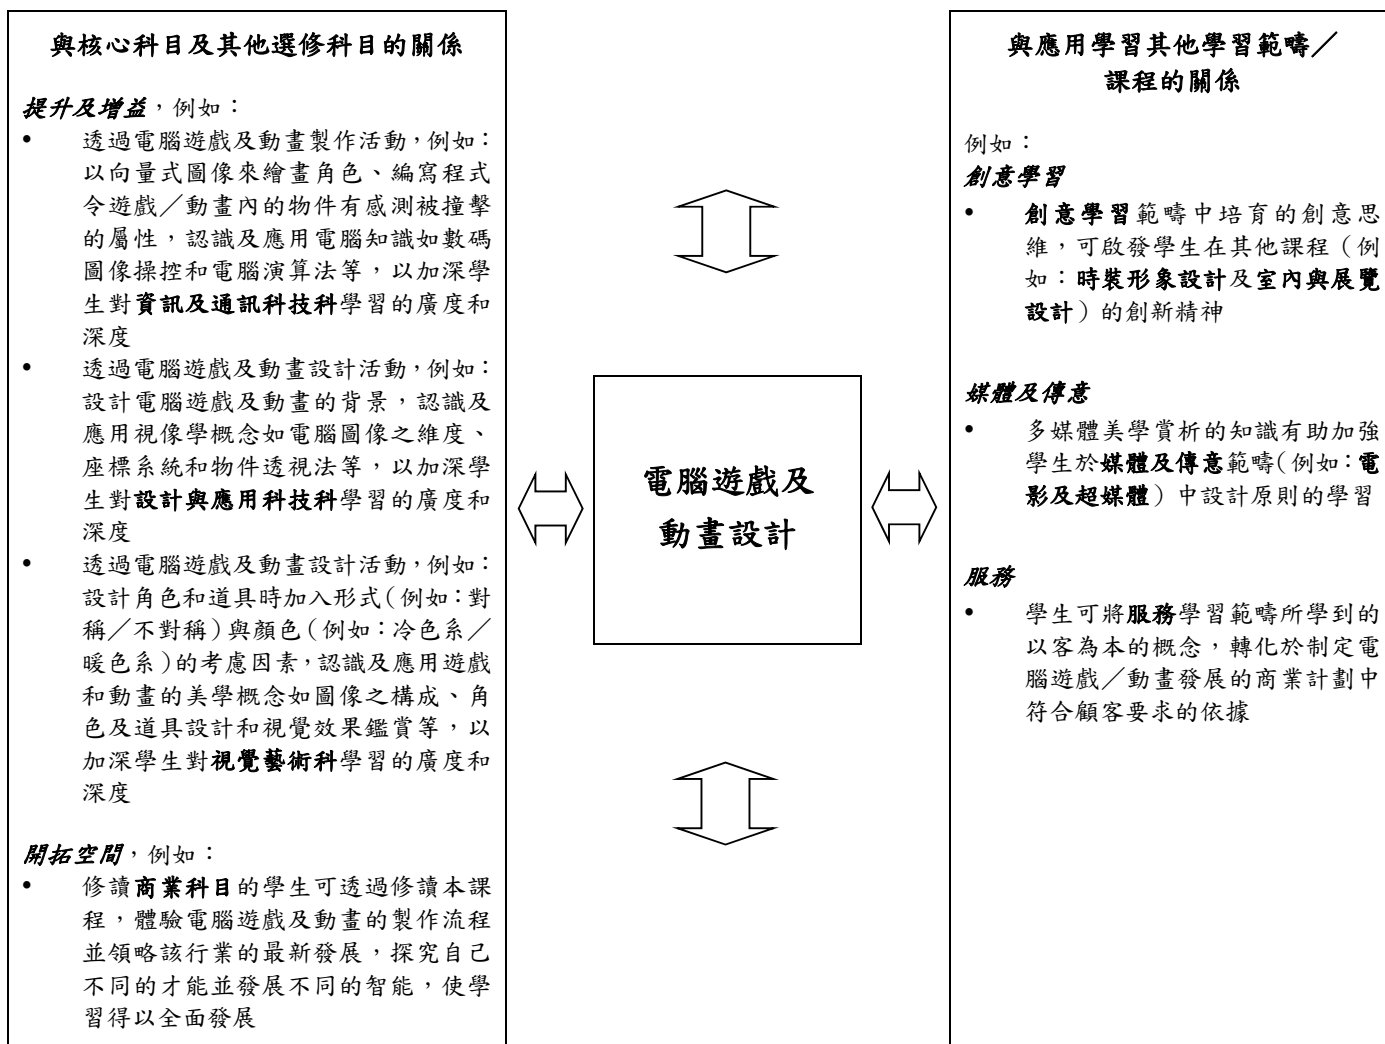 與核心科目及其他選修科目的關係
提升及增益，例如：
• 透過電腦遊戲及動畫製作活動，例如：
以向量式圖像來繪畫角色、編寫程式
令遊戲／動畫內的物件有感測被撞擊
的屬性，認識及應用電腦知識如數碼
圖像操控和電腦演算法等，以加深學
生對資訊及通訊科技科學習的廣度和
深度
• 透過電腦遊戲及動畫設計活動，例如：
設計電腦遊戲及動畫的背景，認識及
應用視像學概念如電腦圖像之維度、
座標系統和物件透視法等，以加深學
生對設計與應用科技科學習的廣度和
深度
• 透過電腦遊戲及動畫設計活動，例如：
設計角色和道具時加入形式（例如：對
稱／不對稱）與顏色（例如：冷色系／
暖色系）的考慮因素，認識及應用遊戲
和動畫的美學概念如圖像之構成、角
色及道具設計和視覺效果鑑賞等，以
加深學生對視覺藝術科學習的廣度和
深度
開拓空間，例如：
• 修讀商業科目的學生可透過修讀本課
程，體驗電腦遊戲及動畫的製作流程
並領略該行業的最新發展，探究自己
不同的才能並發展不同的智能，使學
習得以全面發展
電腦遊戲及
動畫設計
與應用學習其他學習範疇／
課程的關係
例如：
創意學習
• 創意學習範疇中培育的創意思
維，可啟發學生在其他課程（例
如：時裝形象設計及室內與展覽
設計）的創新精神
媒體及傳意
• 多媒體美學賞析的知識有助加強
學生於媒體及傳意範疇（例如：電
影及超媒體）中設計原則的學習
服務
• 學生可將服務學習範疇所學到的
以客為本的概念，轉化於制定電
腦遊戲／動畫發展的商業計劃中
符合顧客要求的依據